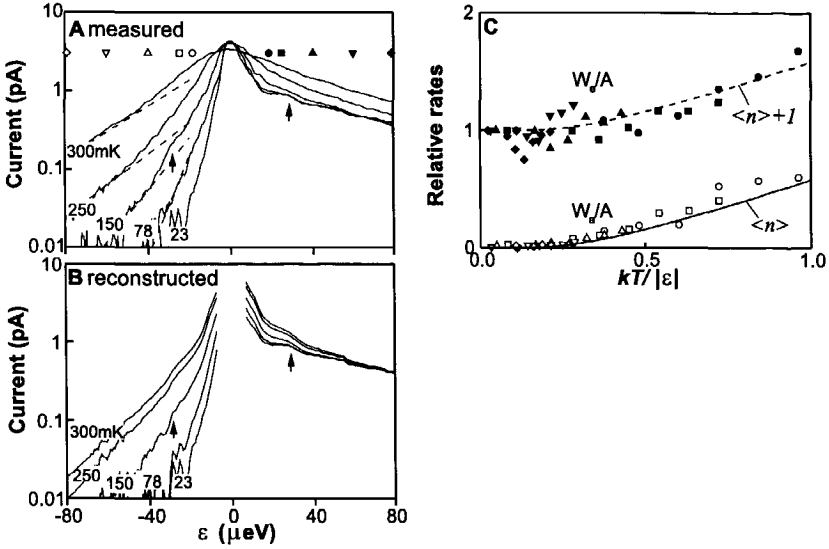 A measured
Current (pA)
10
1
0.1
0.01
300mK
250
150
78
23
B reconstructed
Current (pA)
1
0.1
0.01
300mK
250
150
78
23
-80
-40
0
40
80
ε (μeV)
C
Relative rates
2
1
0
W_e/A
<n>+1
W_a/A
<n>
0.0
0.5
1.0
kT/|ε|